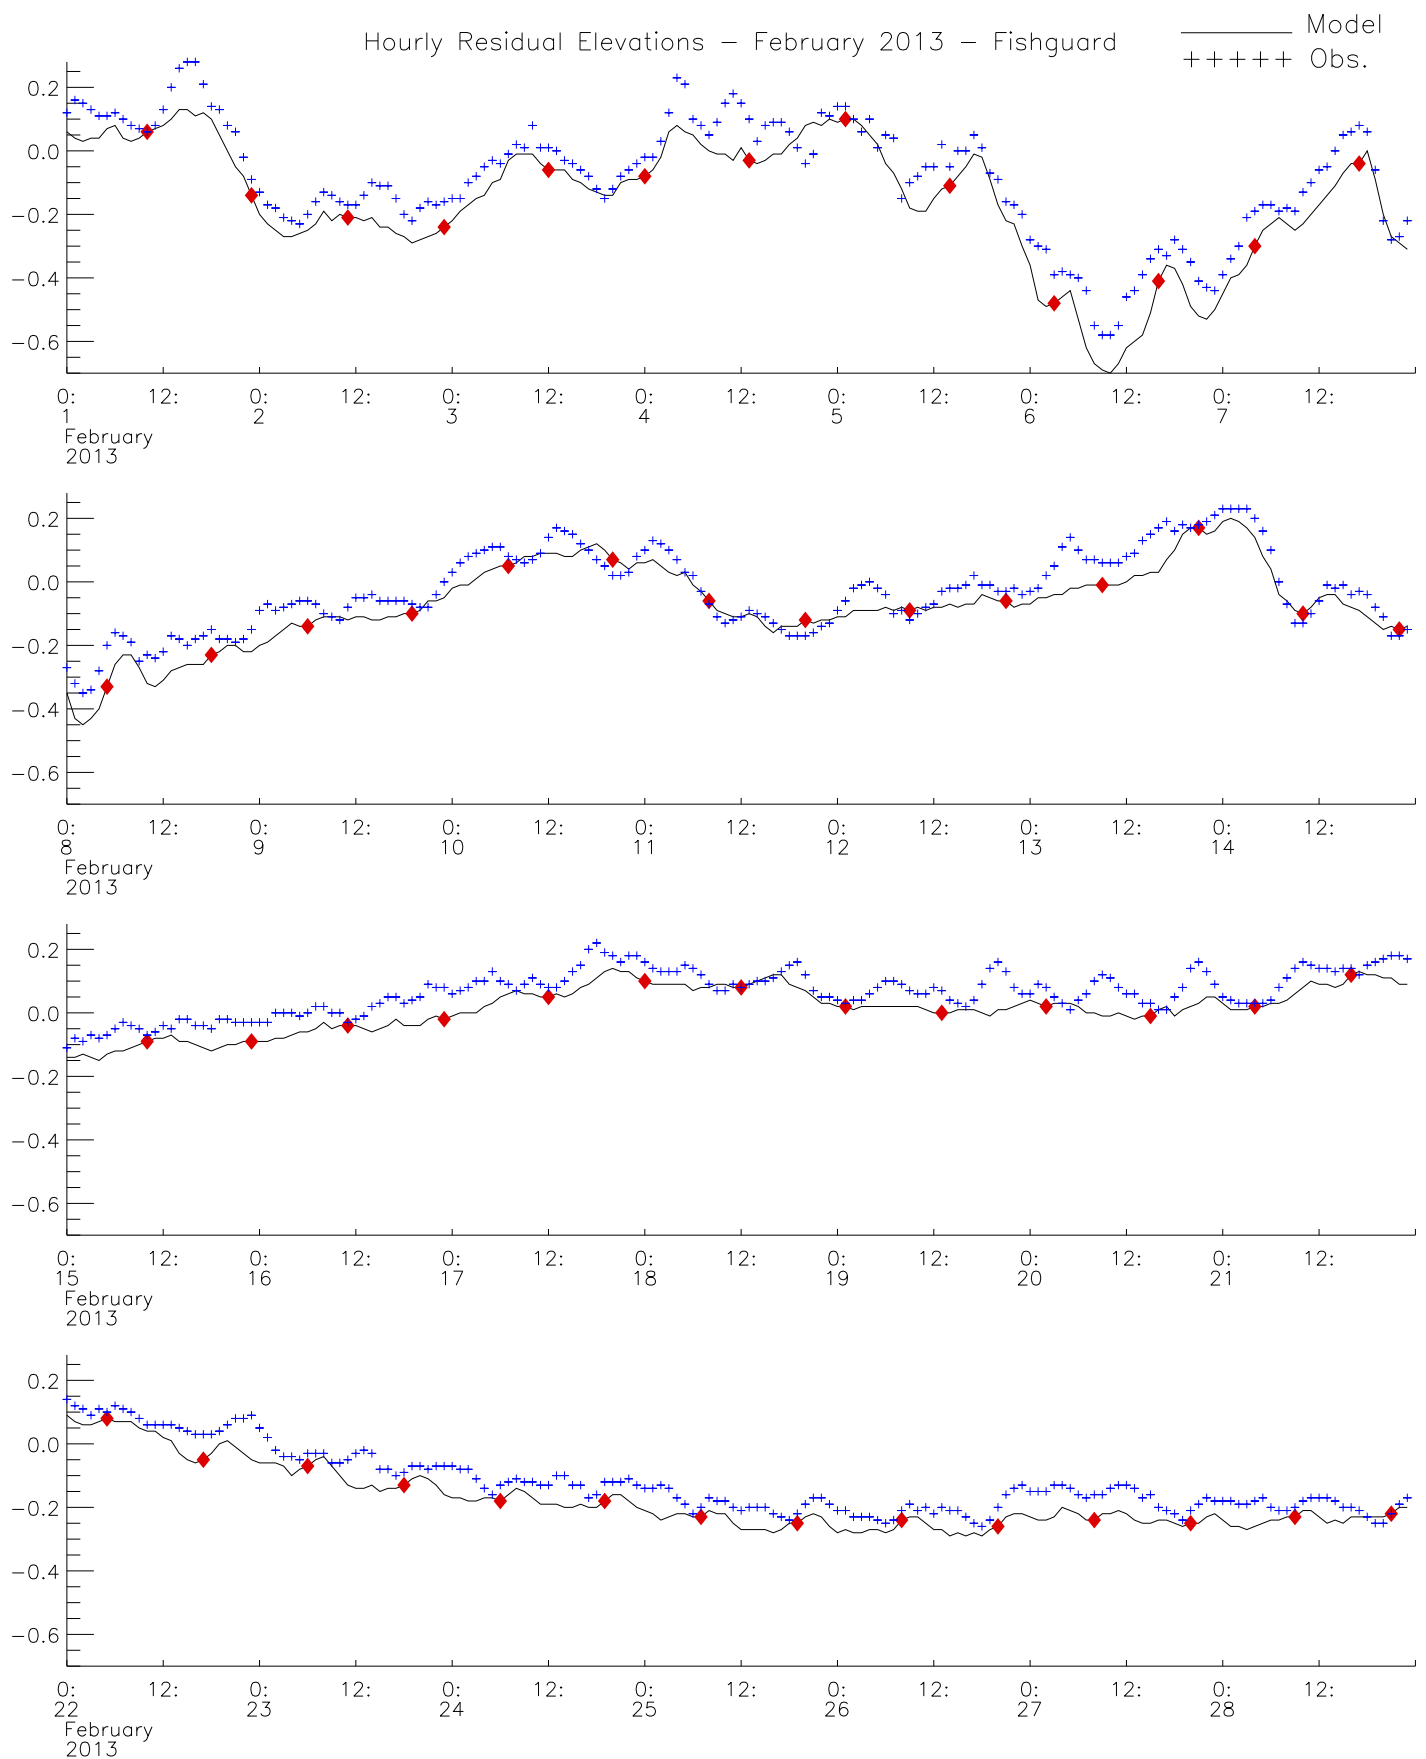 Hourly Residual Elevations − February 2013 − Fishguard
Model
+++++ Obs.
0.2
0.0
−0.2
−0.4
−0.6
0: 12: 0: 12: 0: 12: 0: 12: 0: 12: 0: 12: 0: 12:
1 2 3 4 5 6 7
February
2013
0.2
0.0
−0.2
−0.4
−0.6
0: 12: 0: 12: 0: 12: 0: 12: 0: 12: 0: 12: 0: 12:
8 9 10 11 12 13 14
February
2013
0.2
0.0
−0.2
−0.4
−0.6
0: 12: 0: 12: 0: 12: 0: 12: 0: 12: 0: 12: 0: 12:
15 16 17 18 19 20 21
February
2013
0.2
0.0
−0.2
−0.4
−0.6
0: 12: 0: 12: 0: 12: 0: 12: 0: 12: 0: 12: 0: 12:
22 23 24 25 26 27 28
February
2013